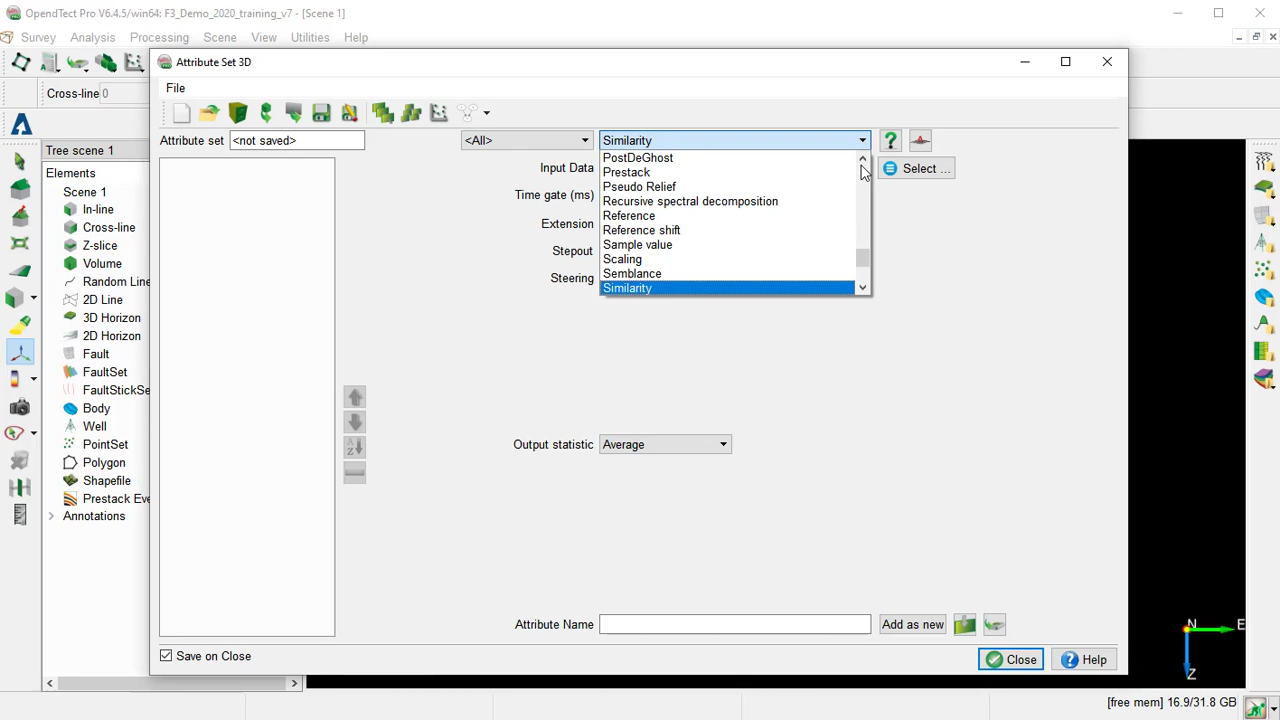 OpendTect Pro V6.4.5/win64: F3_Demo_2020_training_v7 - [Scene 1]
Survey Analysis Processing Scene View Utilities Help
Attribute Set 3D
File
Cross-line 0
Attribute set <not saved> <All> Similarity
Tree scene 1
Elements
Scene 1
In-line
Cross-line
Z-slice
Volume
Random Line
2D Line
3D Horizon
2D Horizon
Fault
FaultSet
FaultStickSe
Body
Well
PointSet
Polygon
Shapefile
Prestack Eve
Annotations
Input Data
Time gate (ms)
Extension
Stepout
Steering
PostDeGhost
Prestack
Pseudo Relief
Recursive spectral decomposition
Reference
Reference shift
Sample value
Scaling
Semblance
Similarity
Select ...
Output statistic Average
Attribute Name Add as new
Save on Close
Close Help
N
E
Z
[free mem] 16.9/31.8 GB